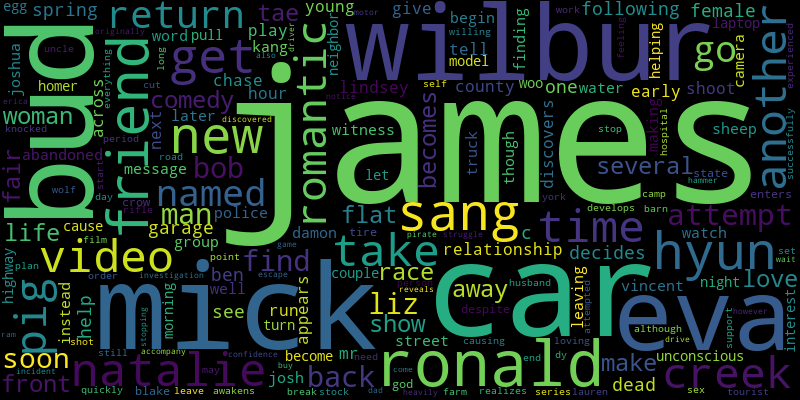 egg spring
return
tae
young
give
following
female
laptop
work
another
bud
joshua
friend
word pull
play
kang
romantic
neighbor
begin
tell
model
wilbur
finding
helping
go
camera
homer
get
chase
hour
lindsey
county
woo
one water
early
shoot
woman
across
new
comedy
later
next
witness
becomes
truck
though
discovers
several
making
hospital
sheep
state
successfully
experienced
fair
abandoned
message
bob
james
let
stop
hammer
named
crow
police
rifle
york
camp
barn
enters
life
cause
film
man
garage
group
damon
tire
flat
sang
time
develops
attempt
highway
plan
video
find
ben
well
point
game
escape
take
pirate
struggle
relationship
c
decides
hyun
watch
set
wait
pig
instead
help
mick
morning
see
run
turn
appears
couple
race
liz
show
away
despite
husband
car
leaving
attempted
eva
vincent
night
love
support
interest
although
drive
soon
shot
still
street
causing
loving
ronald
make
unconscious
natalie
front
quickly
become
josh
mr
need
back
god
end
dy
farm
realizes
series
lauren
dead
sex
creek
tourist
blake
leave
awakens
may
confidence
buy
break
stock
dad
come
heavily
incident
accompany
stopping
investigation
order
reveals
self
willing
feeling
motor
uncle
originally
everything
long
also
driver
cut
discovered
knocked
period
road
start
day
wolf
erica
notice
ram
however